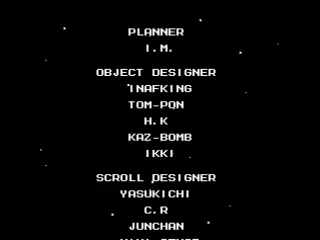 PLANNER
I.M.
OBJECT DESIGNER
INAFKING
TOM-PON
H.K
KAZ-BOMB
IKKI
SCROLL DESIGNER
YASUKICHI
C.R
JUNCHAN